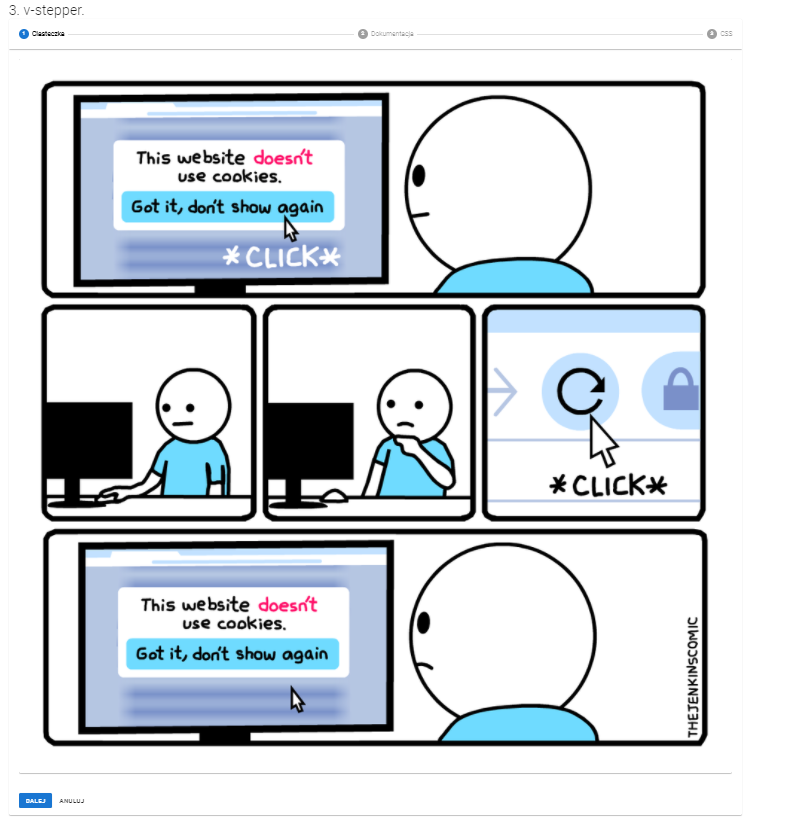 3. v-stepper.
1 Ciasteczka 2 Dokumentacja 3 CSS
This website doesn't
use cookies.
Got it, don't show again
*CLICK*
*CLICK*
This website doesn't
use cookies.
Got it, don't show again
THEJENKINSCOMIC
DALEJ ANULUJ